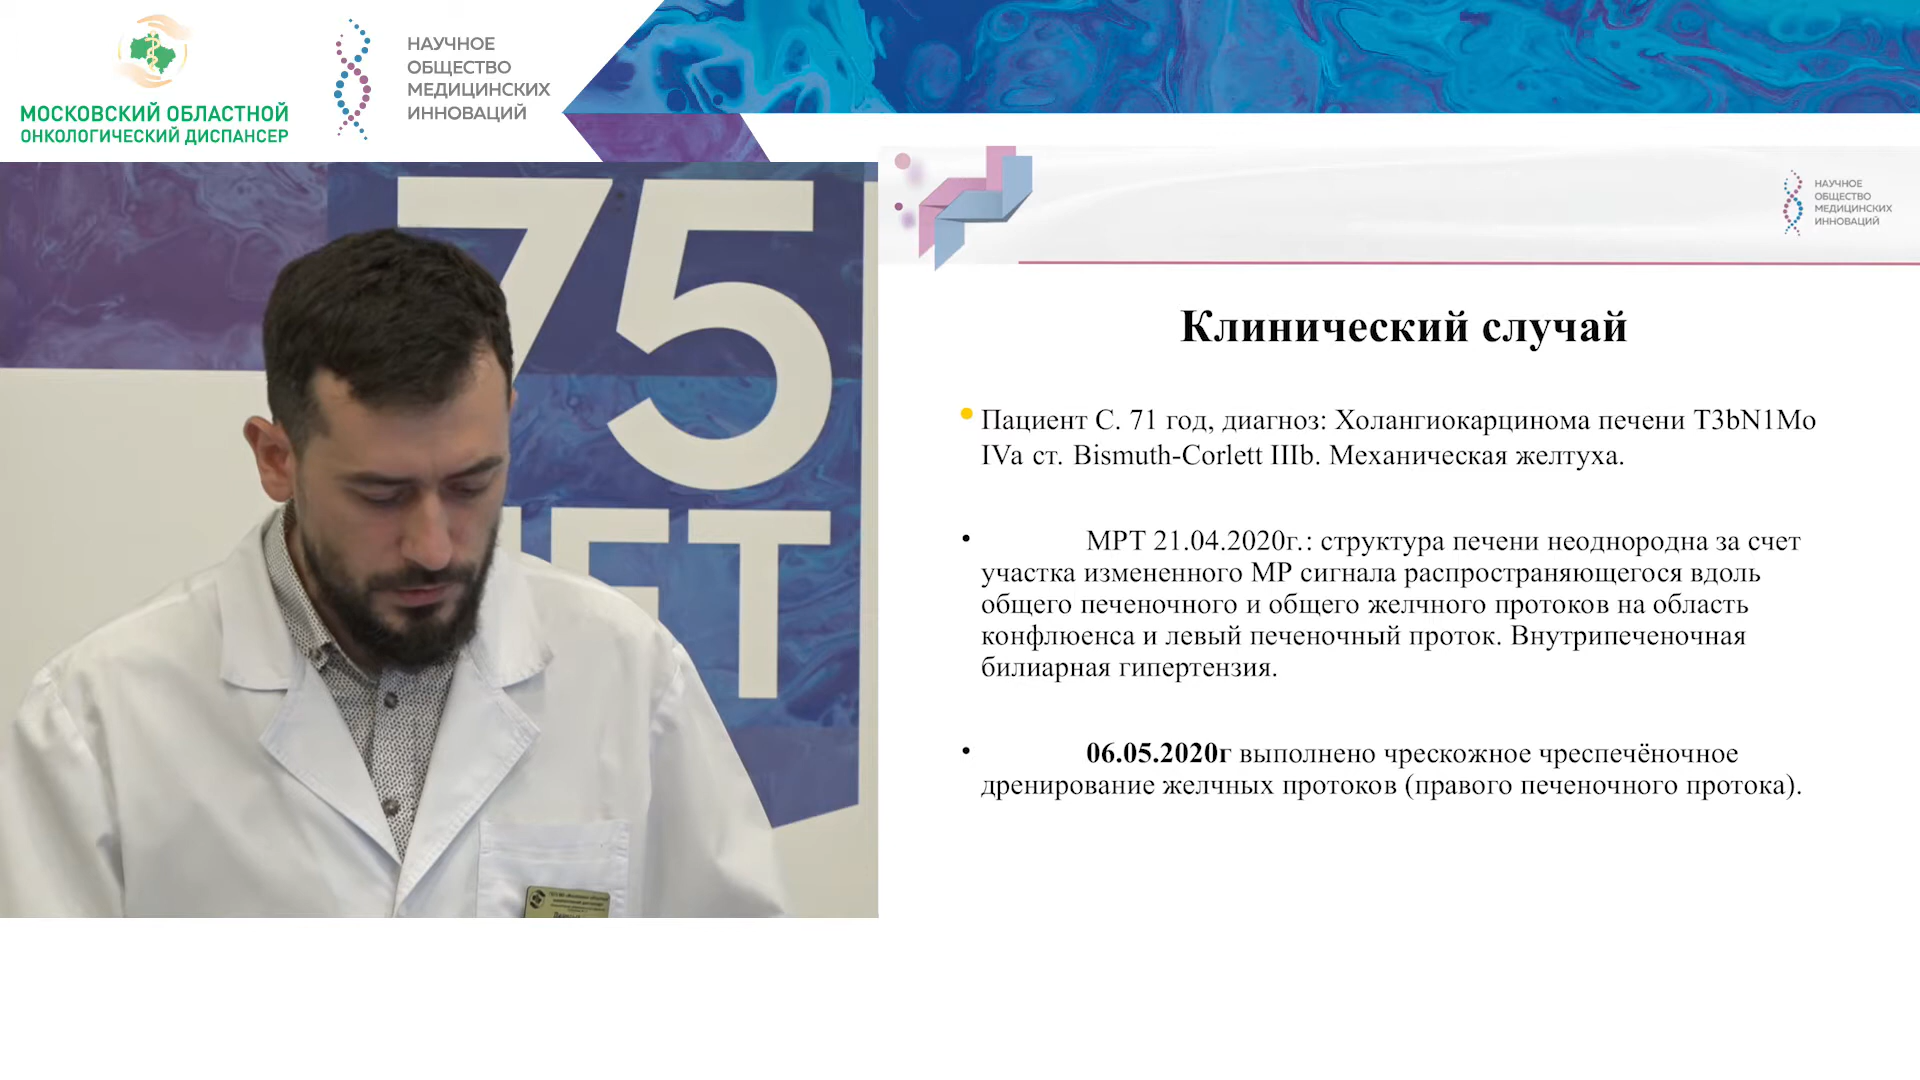 МОСКОВСКИЙ ОБЛАСТНОЙ
ОНКОЛОГИЧЕСКИЙ ДИСПАНСЕР
НАУЧНОЕ
ОБЩЕСТВО
МЕДИЦИНСКИХ
ИННОВАЦИЙ
75
ЛЕТ
НАУЧНОЕ
ОБЩЕСТВО
МЕДИЦИНСКИХ
ИННОВАЦИЙ
Клинический случай
Пациент С. 71 год, диагноз: Холангиокарцинома печени T3bN1Mo
IVa ст. Bismuth-Corlett IIIb. Механическая желтуха.
• МРТ 21.04.2020г.: структура печени неоднородна за счет
участка измененного МР сигнала распространяющегося вдоль
общего печеночного и общего желчного протоков на область
конфлюенса и левый печеночный проток. Внутрипеченочная
билиарная гипертензия.
• 06.05.2020г выполнено чрескожное чреспечёночное
дренирование желчных протоков (правого печеночного протока).